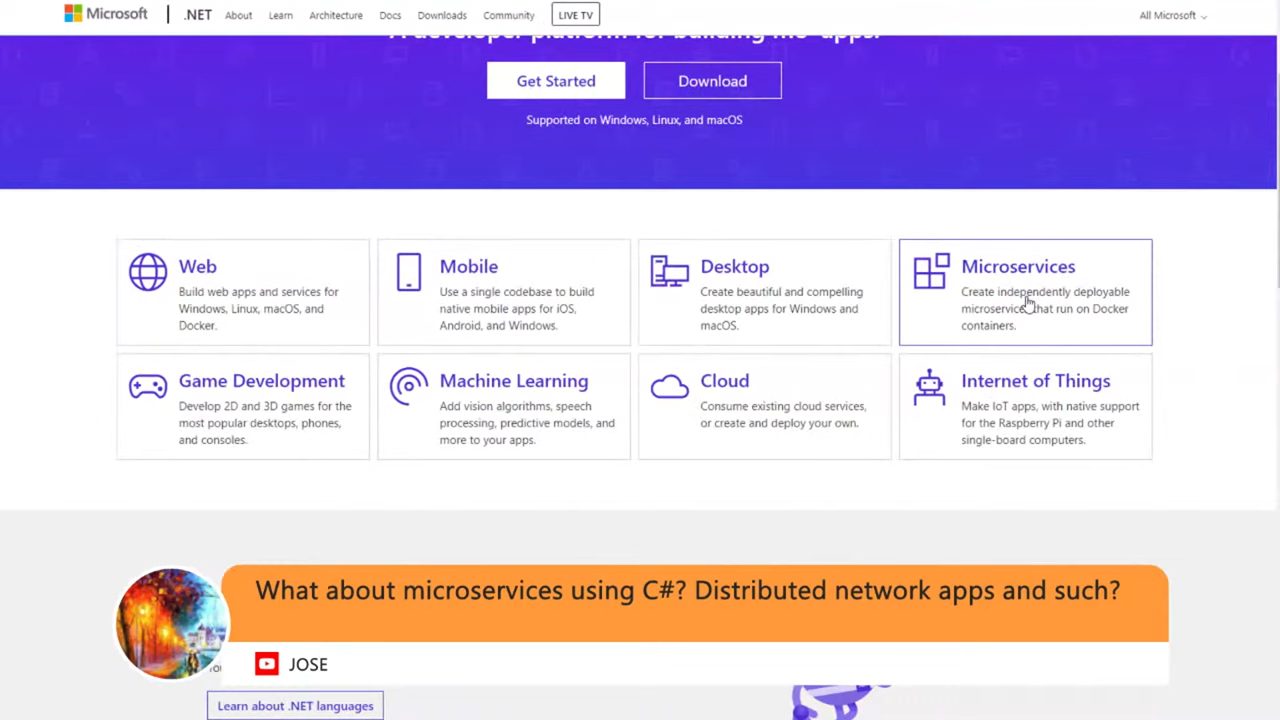 Microsoft
.NET
About
Learn
Architecture
Docs
Downloads
Community
LIVE TV
All Microsoft
A developer platform for building
apps.
Get Started
Download
Supported on Windows, Linux, and macOS
Web
Build web apps and services for
Windows, Linux, macOS, and
Docker.
Mobile
Use a single codebase to build
native mobile apps for iOS,
Android, and Windows.
Desktop
Create beautiful and compelling
desktop apps for Windows and
macOS.
Microservices
Create independently deployable
microservices that run on Docker
containers.
Game Development
Develop 2D and 3D games for the
most popular desktops, phones,
and consoles.
Machine Learning
Add vision algorithms, speech
processing, predictive models, and
more to your apps.
Cloud
Consume existing cloud services,
or create and deploy your own.
Internet of Things
Make IoT apps, with native support
for the Raspberry Pi and other
single-board computers.
What about microservices using C#? Distributed network apps and such?
JOSE
Learn about .NET languages